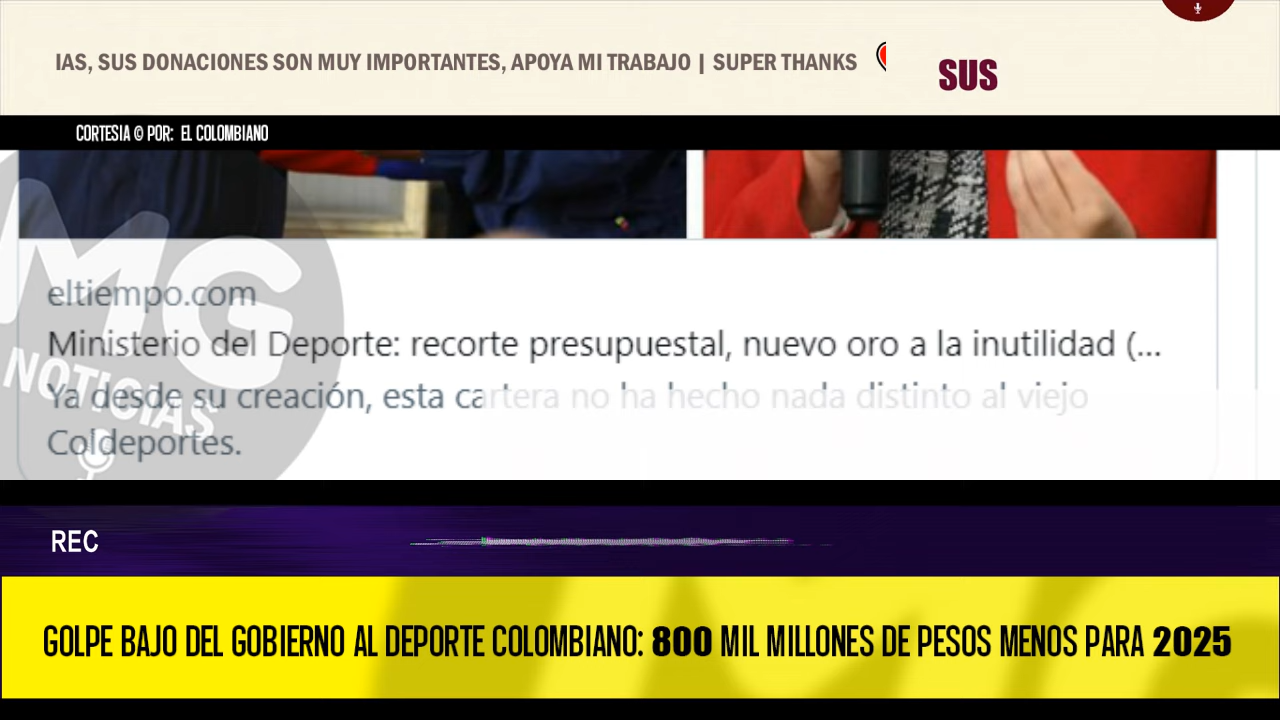 IAS, SUS DONACIONES SON MUY IMPORTANTES, APOYA MI TRABAJO | SUPER THANKS
SUS
CORTESIA © POR: EL COLOMBIANO
MG
NOTICIAS
eltiempo.com
Ministerio del Deporte: recorte presupuestal, nuevo oro a la inutilidad (...
Ya desde su creación, esta cartera no ha hecho nada distinto al viejo
Coldeportes.
REC
GOLPE BAJO DEL GOBIERNO AL DEPORTE COLOMBIANO: 800 MIL MILLONES DE PESOS MENOS PARA 2025